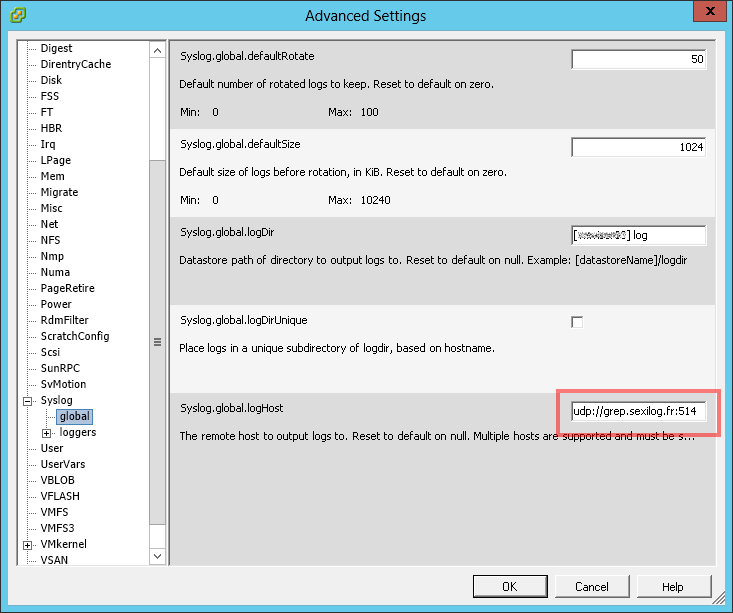 Advanced Settings
Digest
DirentryCache
Disk
FSS
FT
HBR
Irq
LPage
Mem
Migrate
Misc
Net
NFS
Nmp
Numa
PageRetire
Power
RdmFilter
ScratchConfig
Scsi
SunRPC
SvMotion
Syslog
global
loggers
User
UserVars
VBLOB
VFLASH
VMFS
VMFS3
VMkernel
VSAN
Syslog.global.defaultRotate
50
Default number of rotated logs to keep. Reset to default on zero.
Min: 0 Max: 100
Syslog.global.defaultSize
1024
Default size of logs before rotation, in KiB. Reset to default on zero.
Min: 0 Max: 10240
Syslog.global.logDir
[ ] log
Datastore path of directory to output logs to. Reset to default on null. Example: [datastoreName]/logdir
Syslog.global.logDirUnique
Place logs in a unique subdirectory of logdir, based on hostname.
Syslog.global.logHost
udp://grep.sexilog.fr:514
The remote host to output logs to. Reset to default on null. Multiple hosts are supported and must be s...
OK
Cancel
Help